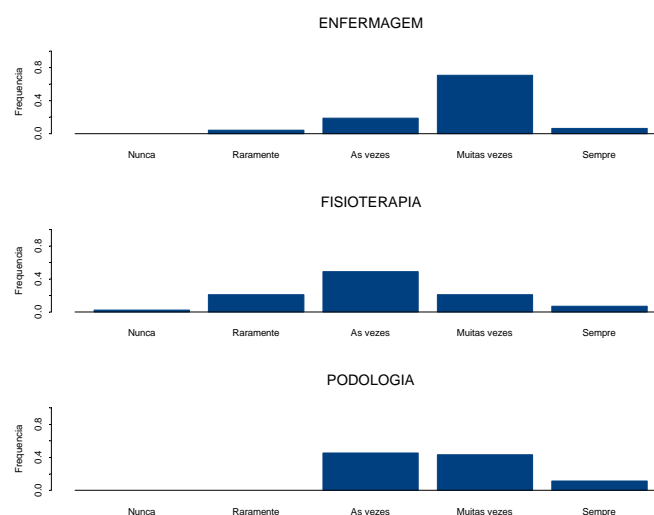 ENFERMAGEM
Frequencia
0.8
0.4
0.0
Nunca Raramente As vezes Muitas vezes Sempre
FISIOTERAPIA
Frequencia
0.8
0.4
0.0
Nunca Raramente As vezes Muitas vezes Sempre
PODOLOGIA
Frequencia
0.8
0.4
0.0
Nunca Raramente As vezes Muitas vezes Sempre